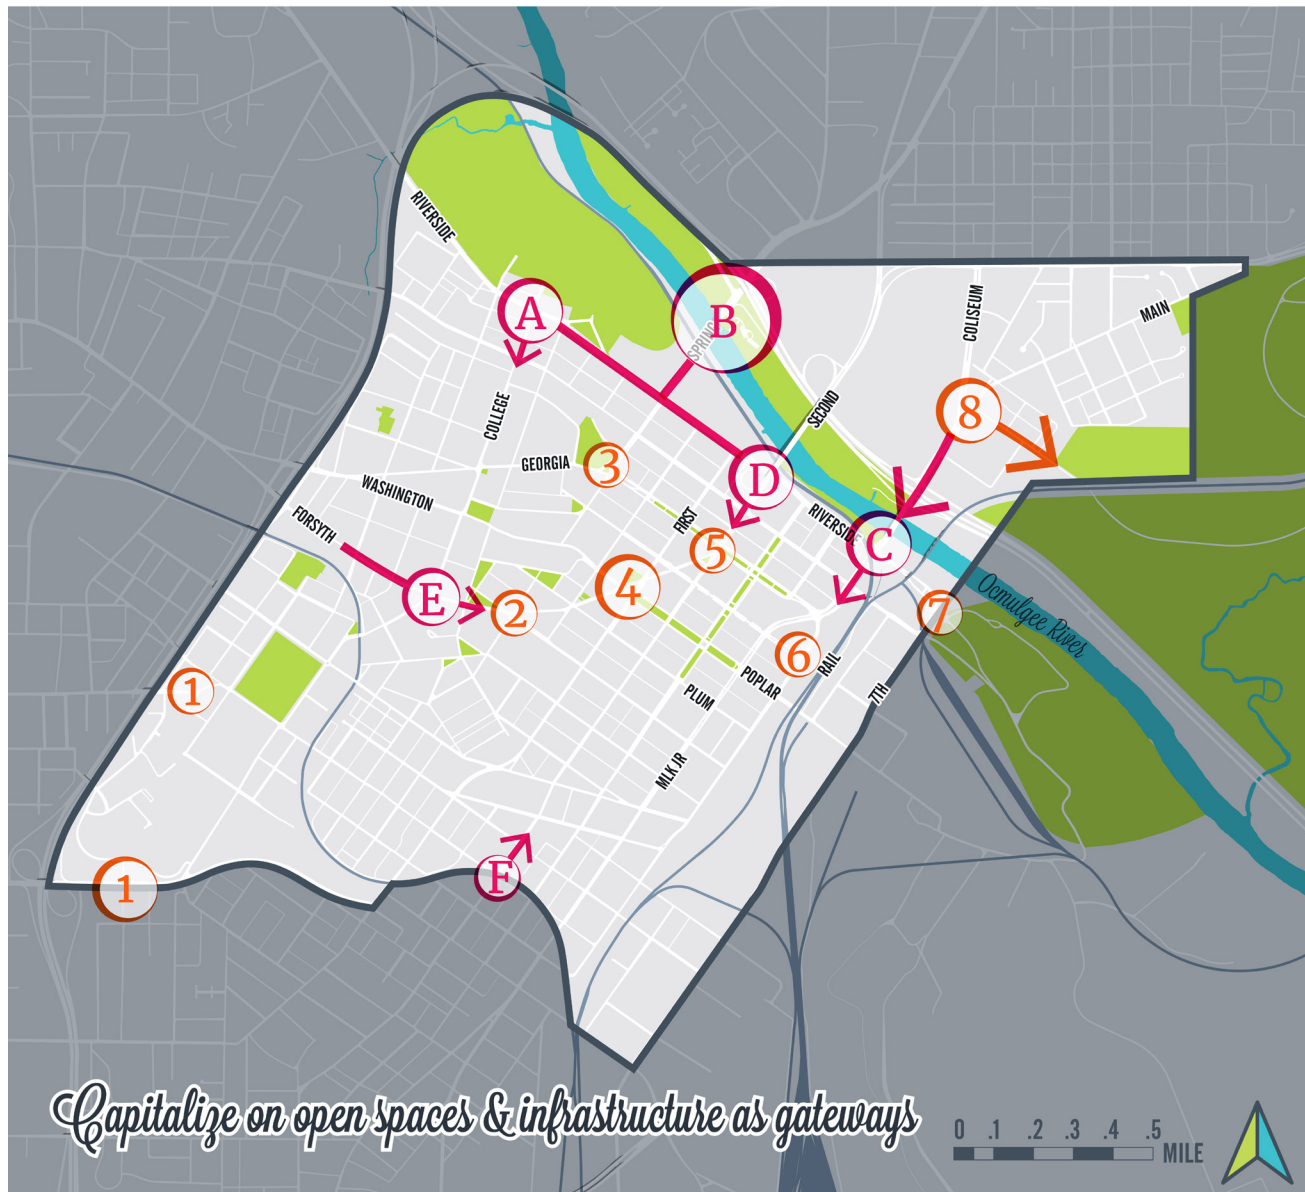 RIVERSIDE
COLISEUM
MAIN
A
B
SPRING
COLLEGE
SECOND
8
GEORGIA
3
WASHINGTON
D
FORSYTH
FIRST
RIVERSIDE
5
C
E
2
4
Ocmulgee River
7
1
6
RAIL
POPLAR
PLUM
7TH
MLK JR
F
1
Capitalize on open spaces & infrastructure as gateways
0 .1 .2 .3 .4 .5
MILE